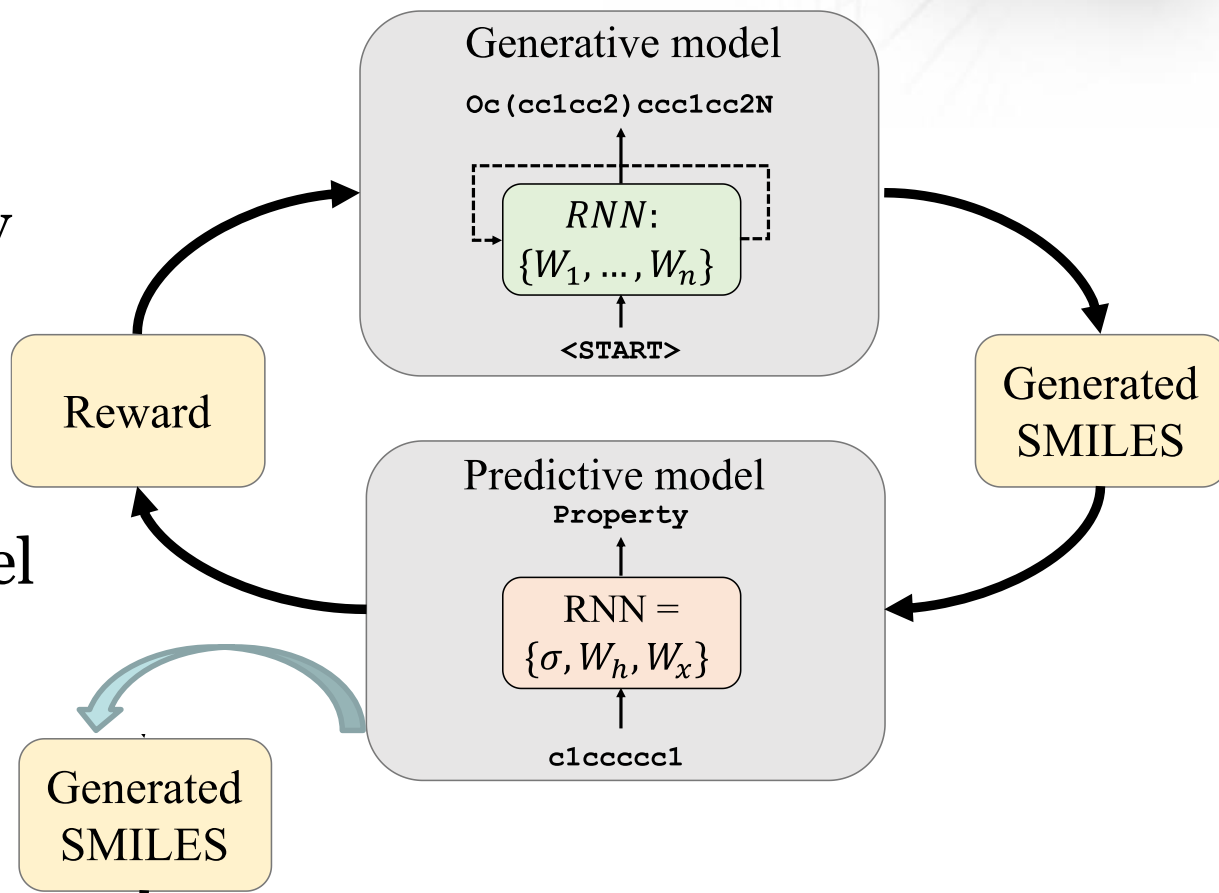 Generative model
Oc(cc1cc2)ccc1cc2N
RNN:
{W₁, …, Wₙ}
<START>
y
Reward
Generated
SMILES
Predictive model
Property
RNN =
{σ, Wₕ, Wₓ}
c1ccccc1
el
Generated
SMILES